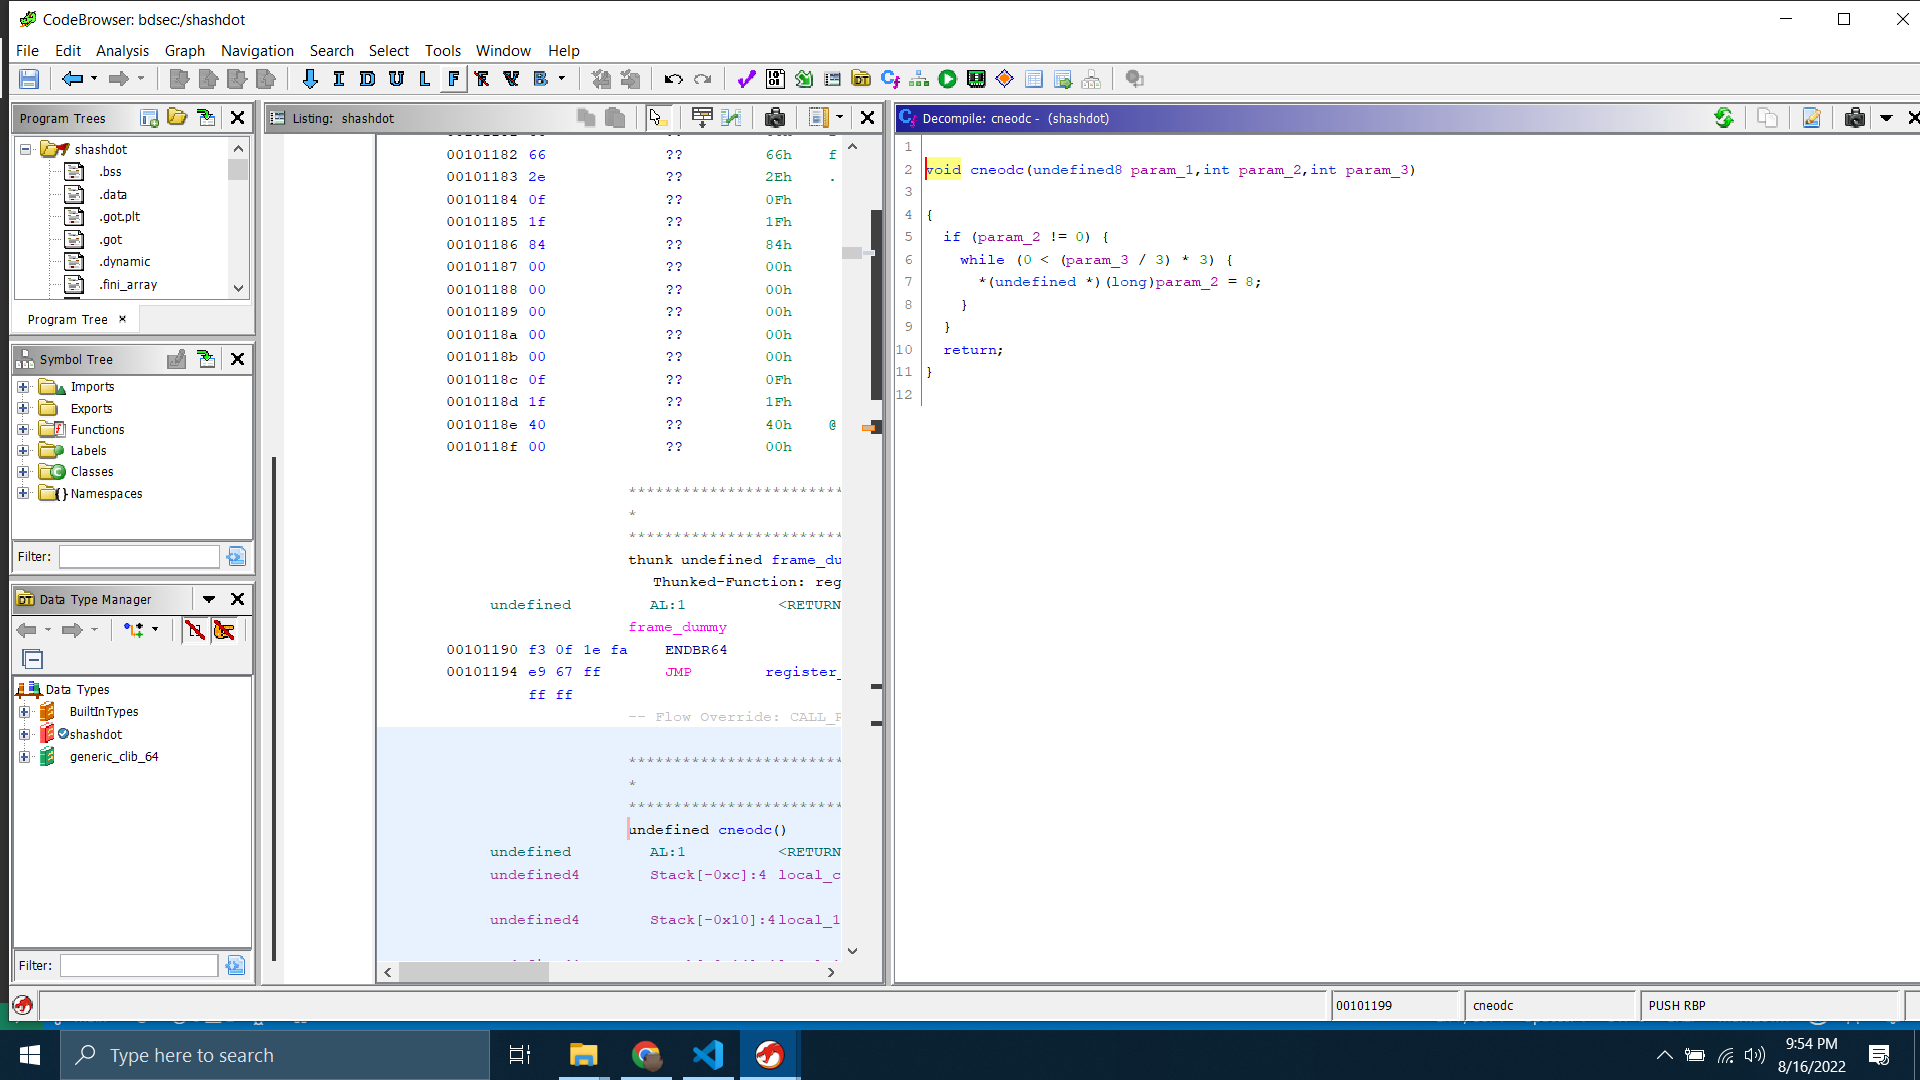 CodeBrowser: bdsec:/shashdot
File Edit Analysis Graph Navigation Search Select Tools Window Help
I D U L F B
Program Trees
shashdot
.bss
.data
.got.plt
.got
.dynamic
.fini_array
Program Tree
Symbol Tree
Imports
Exports
Functions
Labels
Classes
Namespaces
Filter:
Data Type Manager
Data Types
BuiltInTypes
shashdot
generic_clib_64
Filter:
Listing: shashdot
00101182 66 ?? 66h f
00101183 2e ?? 2Eh .
00101184 0f ?? 0Fh
00101185 1f ?? 1Fh
00101186 84 ?? 84h
00101187 00 ?? 00h
00101188 00 ?? 00h
00101189 00 ?? 00h
0010118a 00 ?? 00h
0010118b 00 ?? 00h
0010118c 0f ?? 0Fh
0010118d 1f ?? 1Fh
0010118e 40 ?? 40h @
0010118f 00 ?? 00h
************************
*
************************
thunk undefined frame_du
Thunked-Function: reg
undefined AL:1 <RETURN
frame_dummy
00101190 f3 0f 1e fa ENDBR64
00101194 e9 67 ff JMP register_
ff ff
-- Flow Override: CALL_R
************************
*
************************
undefined cneodc()
undefined AL:1 <RETURN
undefined4 Stack[-0xc]:4 local_c
undefined4 Stack[-0x10]:4 local_1
Decompile: cneodc - (shashdot)
1
2 void cneodc(undefined8 param_1,int param_2,int param_3)
3
4 {
5 if (param_2 != 0) {
6 while (0 < (param_3 / 3) * 3) {
7 *(undefined *)(long)param_2 = 8;
8 }
9 }
10 return;
11 }
12
00101199 cneodc PUSH RBP
Type here to search
9:54 PM
8/16/2022